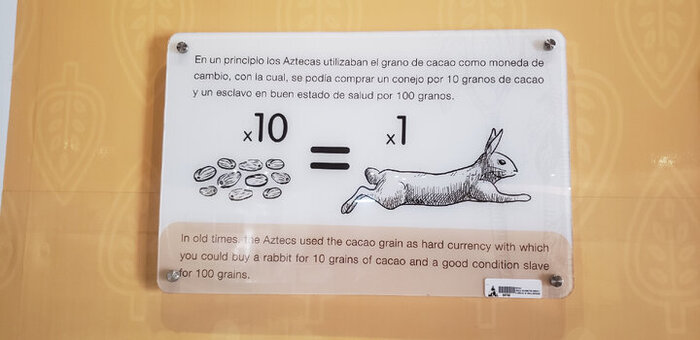 En un principio los Aztecas utilizaban el grano de cacao como moneda de
cambio, con la cual, se podía comprar un conejo por 10 granos de cacao
y un esclavo en buen estado de salud por 100 granos.
x10 = x1
In old times, the Aztecs used the cacao grain as hard currency with which
you could buy a rabbit for 10 grains of cacao and a good condition slave
for 100 grains.